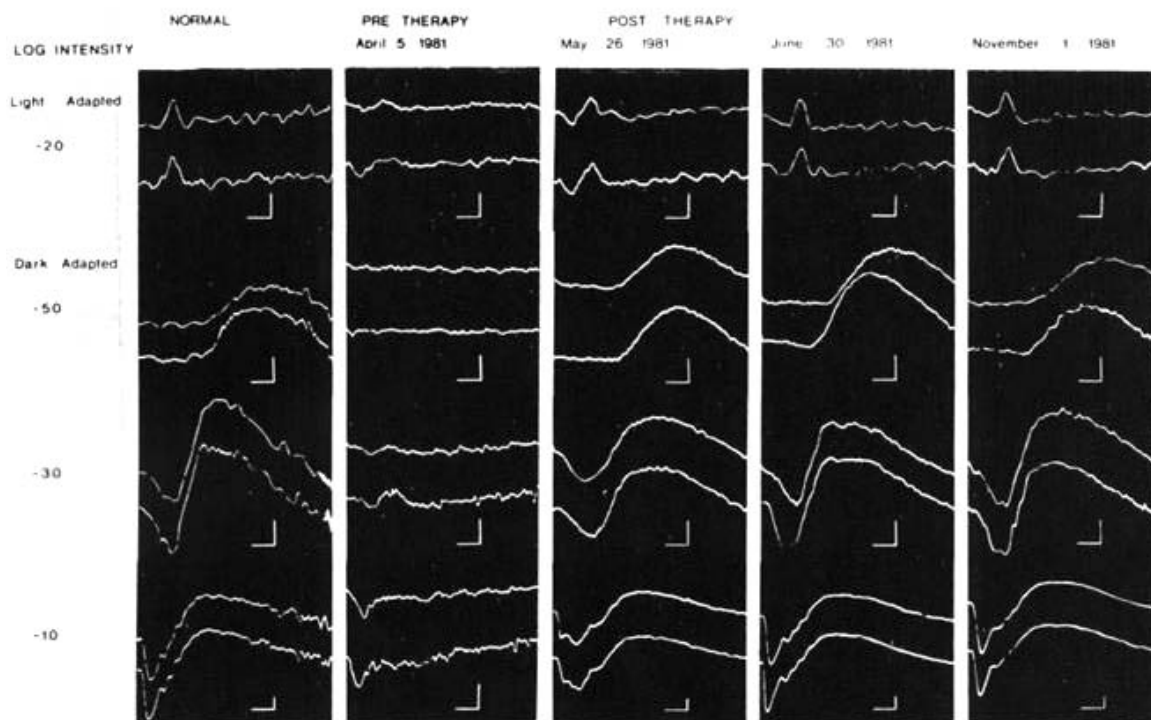 NORMAL PRE THERAPY POST THERAPY
LOG INTENSITY April 5 1981 May 26 1981 June 30 1981 November 1 1981
Light Adapted
-20
Dark Adapted
-50
-30
-10